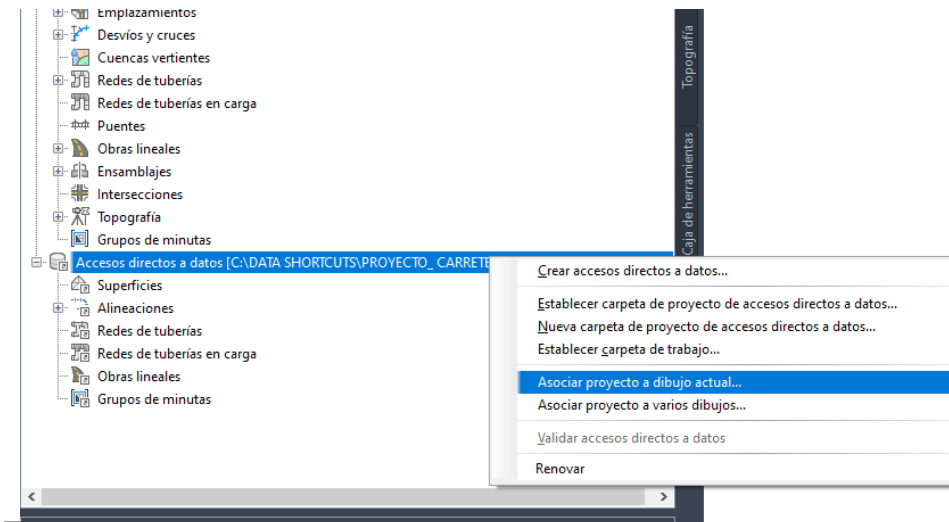 Emplazamientos
Desvíos y cruces
Cuencas vertientes
Redes de tuberías
Redes de tuberías en carga
Puentes
Obras lineales
Ensamblajes
Intersecciones
Topografía
Grupos de minutas
Accesos directos a datos [C:\DATA SHORTCUTS\PROYECTO_ CARRETE
Superficies
Alineaciones
Redes de tuberías
Redes de tuberías en carga
Obras lineales
Grupos de minutas
Topografía
Caja de herramientas
Crear accesos directos a datos...
Establecer carpeta de proyecto de accesos directos a datos...
Nueva carpeta de proyecto de accesos directos a datos...
Establecer carpeta de trabajo...
Asociar proyecto a dibujo actual...
Asociar proyecto a varios dibujos...
Validar accesos directos a datos
Renovar